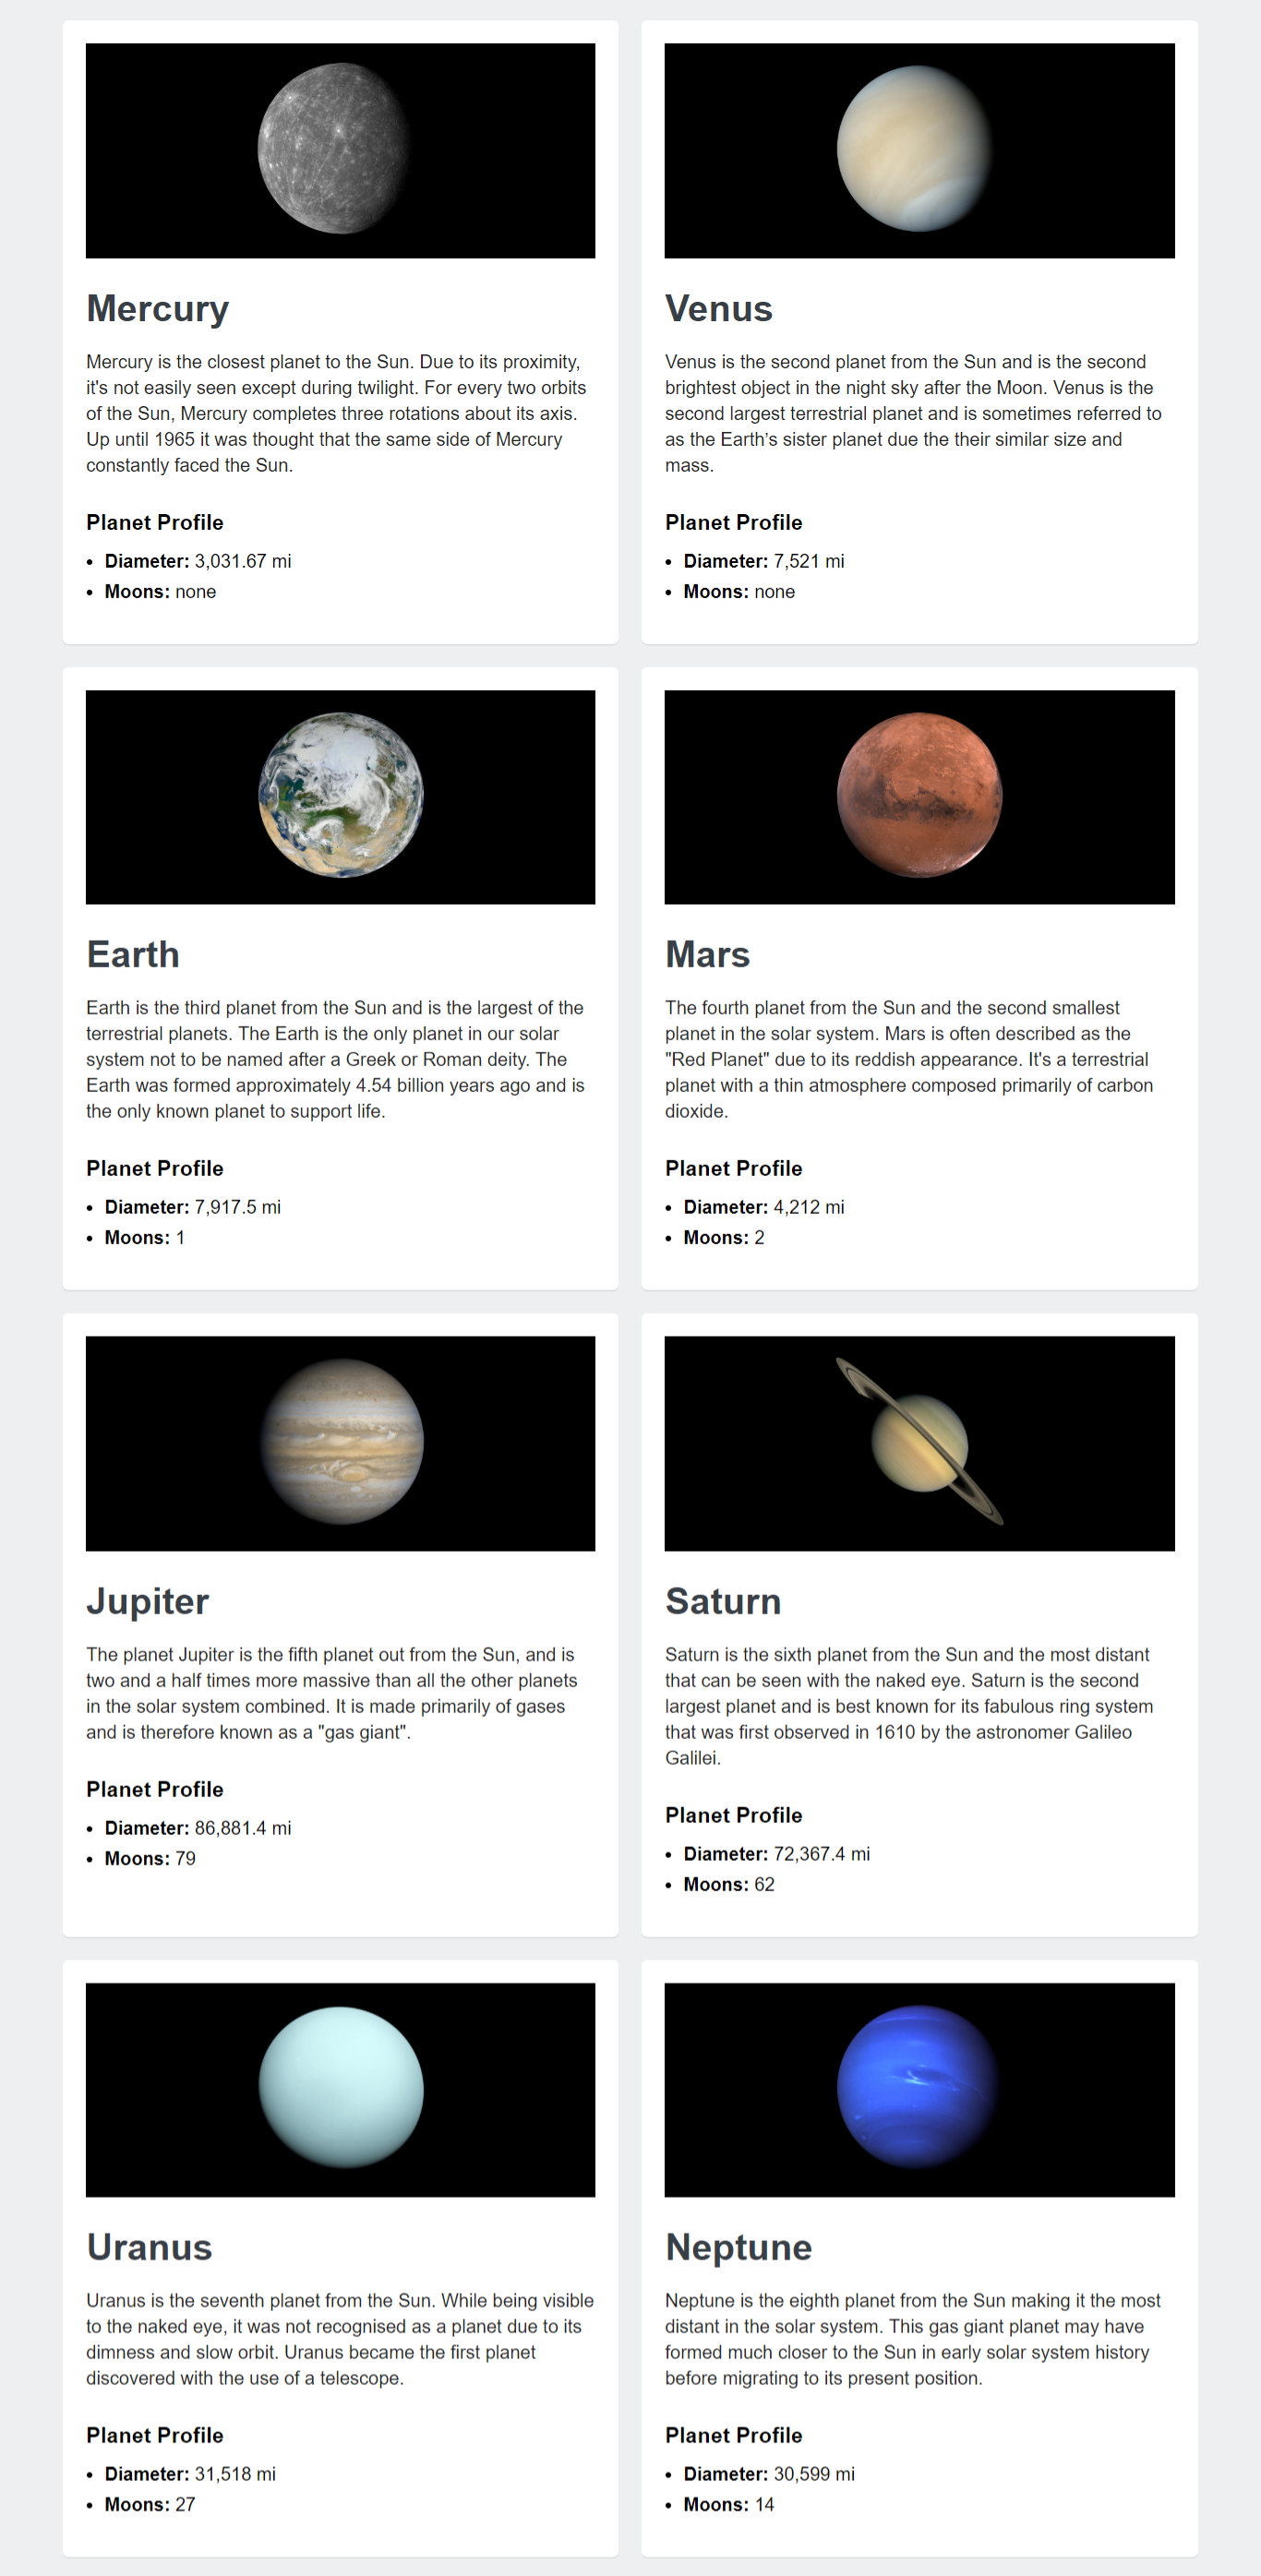 Mercury
Mercury is the closest planet to the Sun. Due to its proximity,
it's not easily seen except during twilight. For every two orbits
of the Sun, Mercury completes three rotations about its axis.
Up until 1965 it was thought that the same side of Mercury
constantly faced the Sun.
Planet Profile
• Diameter: 3,031.67 mi
• Moons: none
Venus
Venus is the second planet from the Sun and is the second
brightest object in the night sky after the Moon. Venus is the
second largest terrestrial planet and is sometimes referred to
as the Earth’s sister planet due the their similar size and
mass.
Planet Profile
• Diameter: 7,521 mi
• Moons: none
Earth
Earth is the third planet from the Sun and is the largest of the
terrestrial planets. The Earth is the only planet in our solar
system not to be named after a Greek or Roman deity. The
Earth was formed approximately 4.54 billion years ago and is
the only known planet to support life.
Planet Profile
• Diameter: 7,917.5 mi
• Moons: 1
Mars
The fourth planet from the Sun and the second smallest
planet in the solar system. Mars is often described as the
"Red Planet" due to its reddish appearance. It's a terrestrial
planet with a thin atmosphere composed primarily of carbon
dioxide.
Planet Profile
• Diameter: 4,212 mi
• Moons: 2
Jupiter
The planet Jupiter is the fifth planet out from the Sun, and is
two and a half times more massive than all the other planets
in the solar system combined. It is made primarily of gases
and is therefore known as a "gas giant".
Planet Profile
• Diameter: 86,881.4 mi
• Moons: 79
Saturn
Saturn is the sixth planet from the Sun and the most distant
that can be seen with the naked eye. Saturn is the second
largest planet and is best known for its fabulous ring system
that was first observed in 1610 by the astronomer Galileo
Galilei.
Planet Profile
• Diameter: 72,367.4 mi
• Moons: 62
Uranus
Uranus is the seventh planet from the Sun. While being visible
to the naked eye, it was not recognised as a planet due to its
dimness and slow orbit. Uranus became the first planet
discovered with the use of a telescope.
Planet Profile
• Diameter: 31,518 mi
• Moons: 27
Neptune
Neptune is the eighth planet from the Sun making it the most
distant in the solar system. This gas giant planet may have
formed much closer to the Sun in early solar system history
before migrating to its present position.
Planet Profile
• Diameter: 30,599 mi
• Moons: 14